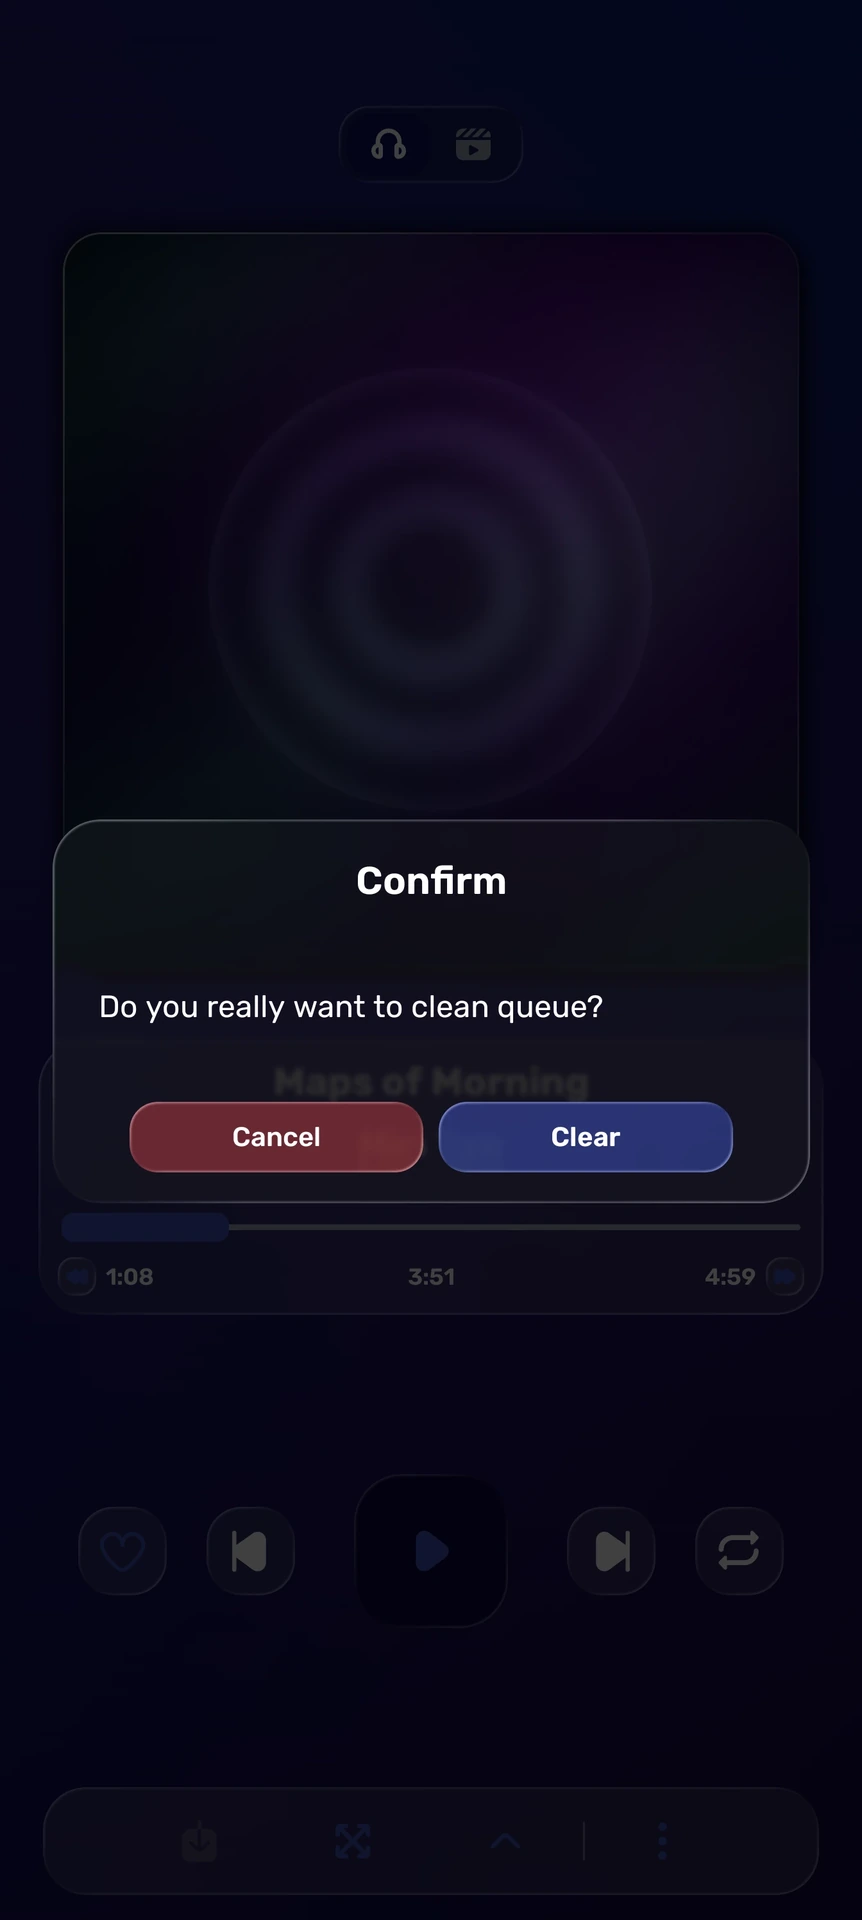 Confirm
Do you really want to clean queue?
Maps of Morning
Cancel
Clear
1:08
3:51
4:59